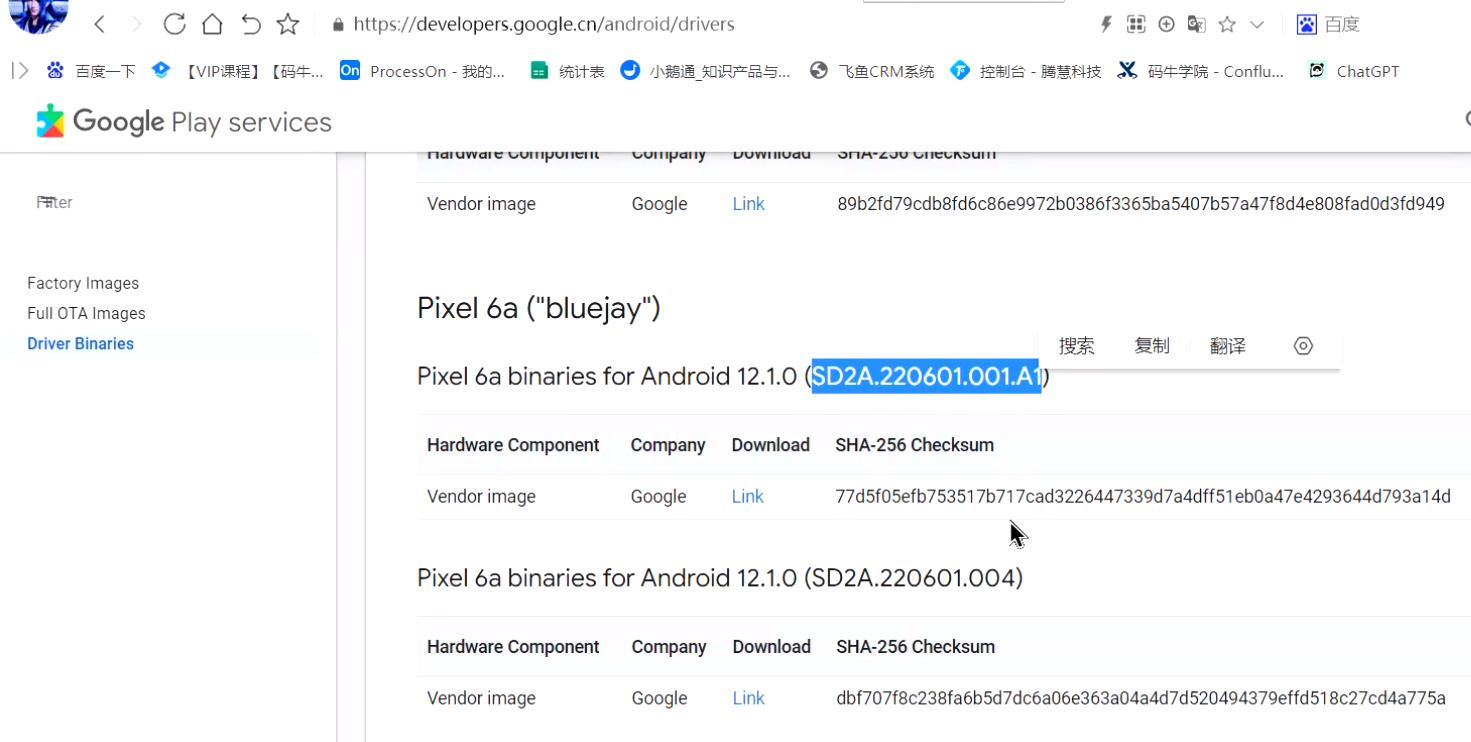 https://developers.google.cn/android/drivers
百度
百度一下 【VIP课程】【码牛... On ProcessOn - 我的... 统计表 小鹅通_知识产品与... 飞鱼CRM系统 控制台 - 腾慧科技 码牛学院 - Conflu... ChatGPT
Google Play services
Hardware Component Company Download SHA-256 Checksum
Filter
Vendor image Google Link 89b2fd79cdb8fd6c86e9972b0386f3365ba5407b57a47f8d4e808fad0d3fd949
Factory Images
Full OTA Images
Driver Binaries
Pixel 6a ("bluejay")
搜索 复制 翻译
Pixel 6a binaries for Android 12.1.0 (SD2A.220601.001.A1)
Hardware Component Company Download SHA-256 Checksum
Vendor image Google Link 77d5f05efb753517b717cad3226447339d7a4dff51eb0a47e4293644d793a14d
Pixel 6a binaries for Android 12.1.0 (SD2A.220601.004)
Hardware Component Company Download SHA-256 Checksum
Vendor image Google Link dbf707f8c238fa6b5d7dc6a06e363a04a4d7d520494379effd518c27cd4a775a